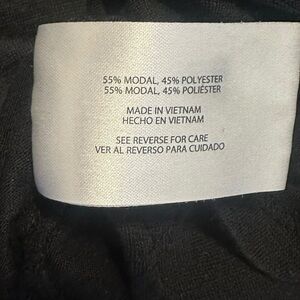 55% MODAL, 45% POLYESTER
55% MODAL, 45% POLIÉSTER
MADE IN VIETNAM
HECHO EN VIETNAM
SEE REVERSE FOR CARE
VER AL REVERSO PARA CUIDADO